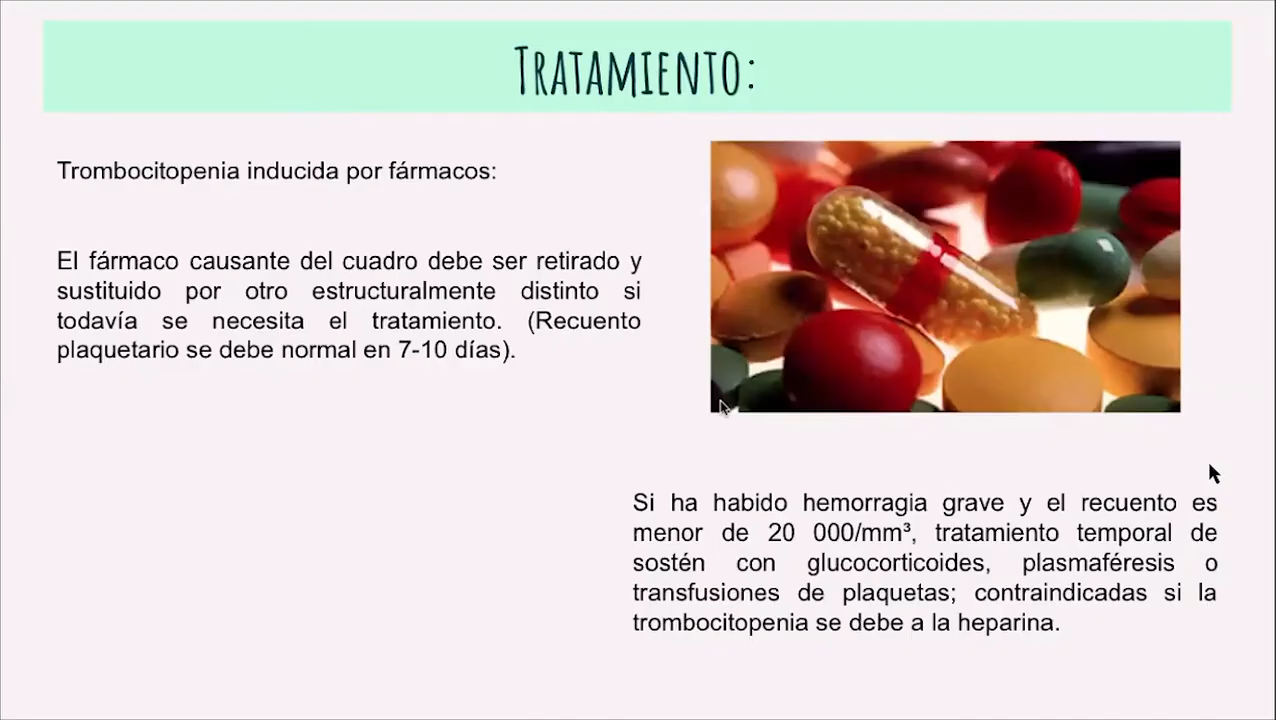 TRATAMIENTO:
Trombocitopenia inducida por fármacos:
El fármaco causante del cuadro debe ser retirado y
sustituido por otro estructuralmente distinto si
todavía se necesita el tratamiento. (Recuento
plaquetario se debe normal en 7-10 días).
Si ha habido hemorragia grave y el recuento es
menor de 20 000/mm³, tratamiento temporal de
sostén con glucocorticoides, plasmaféresis o
transfusiones de plaquetas; contraindicadas si la
trombocitopenia se debe a la heparina.